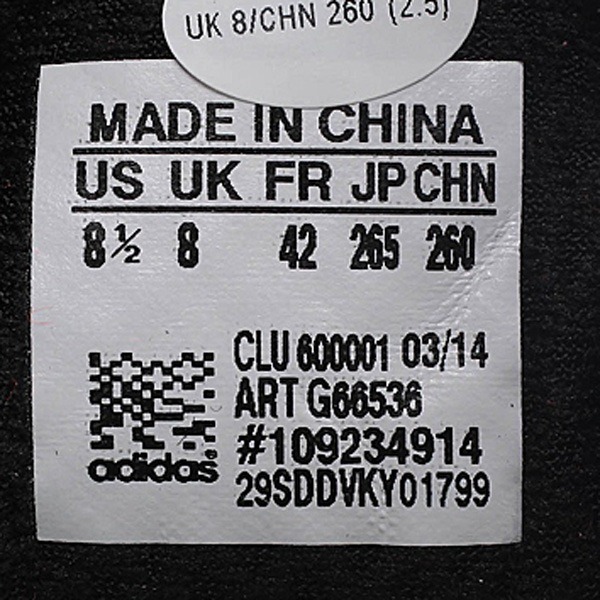 UK 8/CHN 260 (2.5)
MADE IN CHINA
US UK FR JP CHN
8½ 8 42 265 260
CLU 600001 03/14
ART G66536
#109234914
29SDDVKY01799
adidas®